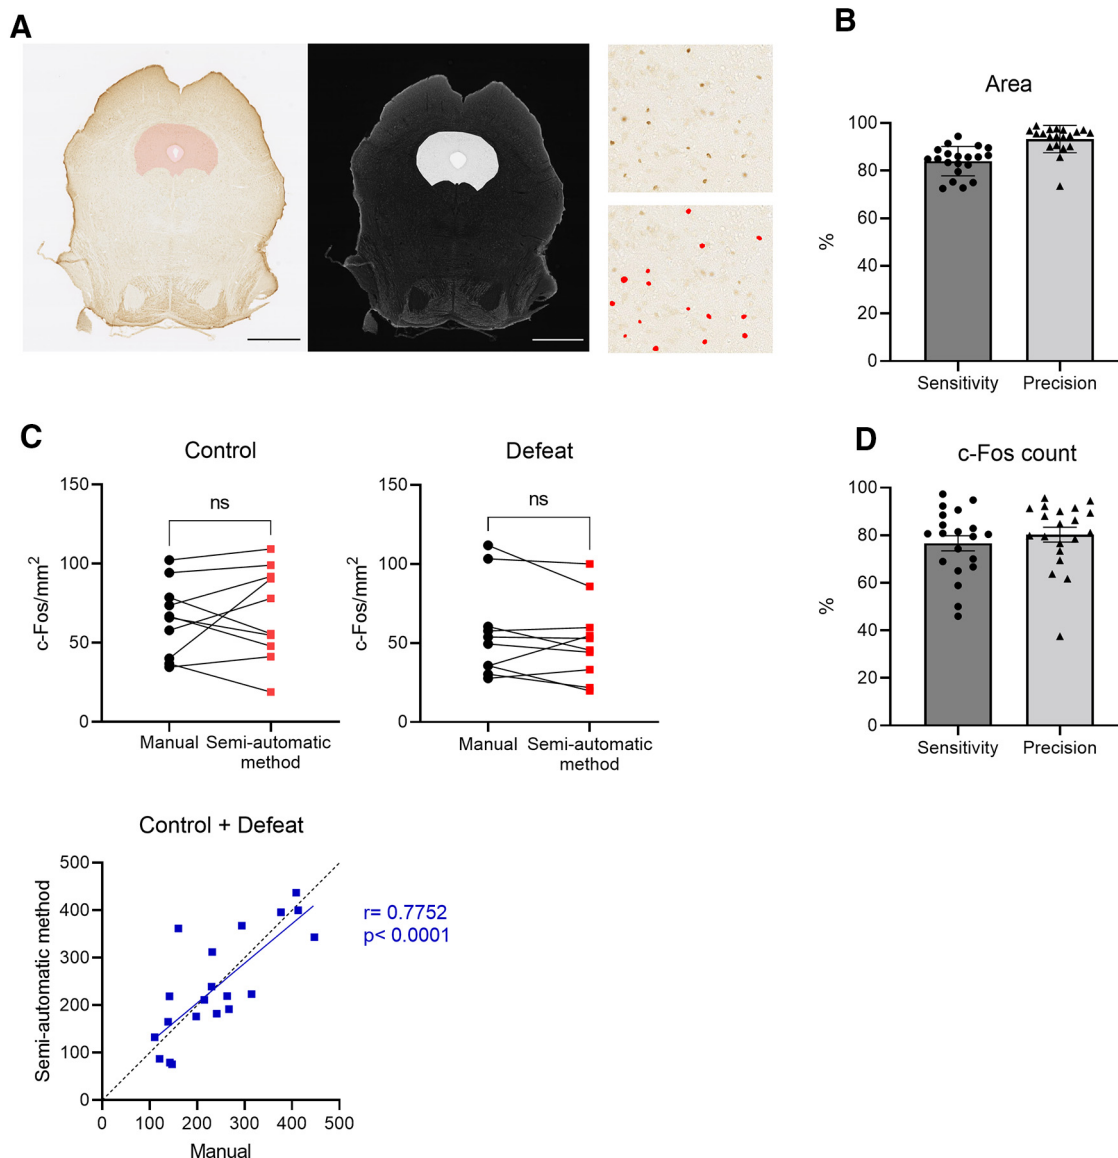 A
B
Area
100
80
60
40
20
0
%
Sensitivity Precision
C
Control
ns
150
100
50
0
c-Fos/mm2
Manual Semi-automatic
method
Defeat
ns
150
100
50
0
c-Fos/mm2
Manual Semi-automatic
method
D
c-Fos count
100
80
60
40
20
0
%
Sensitivity Precision
Control + Defeat
500
400
300
200
100
0
Semi-automatic method
r= 0.7752
p< 0.0001
0 100 200 300 400 500
Manual